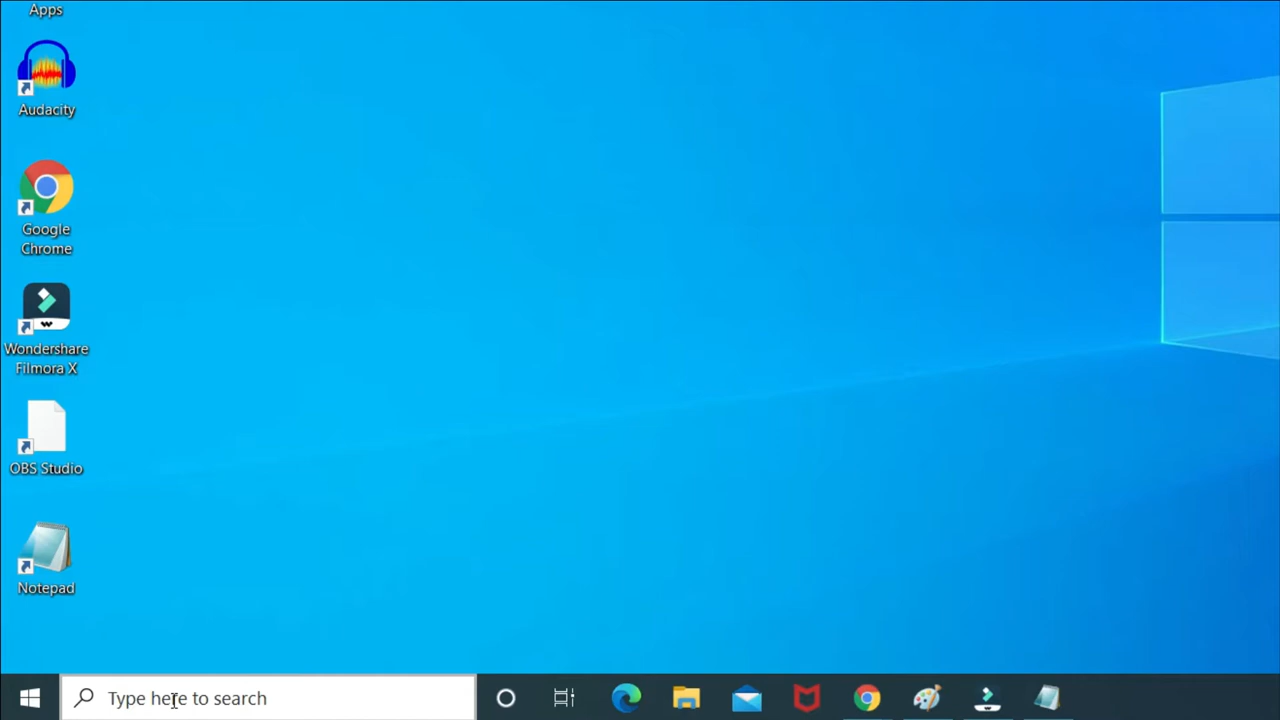 Apps
Audacity
Google
Chrome
Wondershare
Filmora X
OBS Studio
Notepad
Type here to search